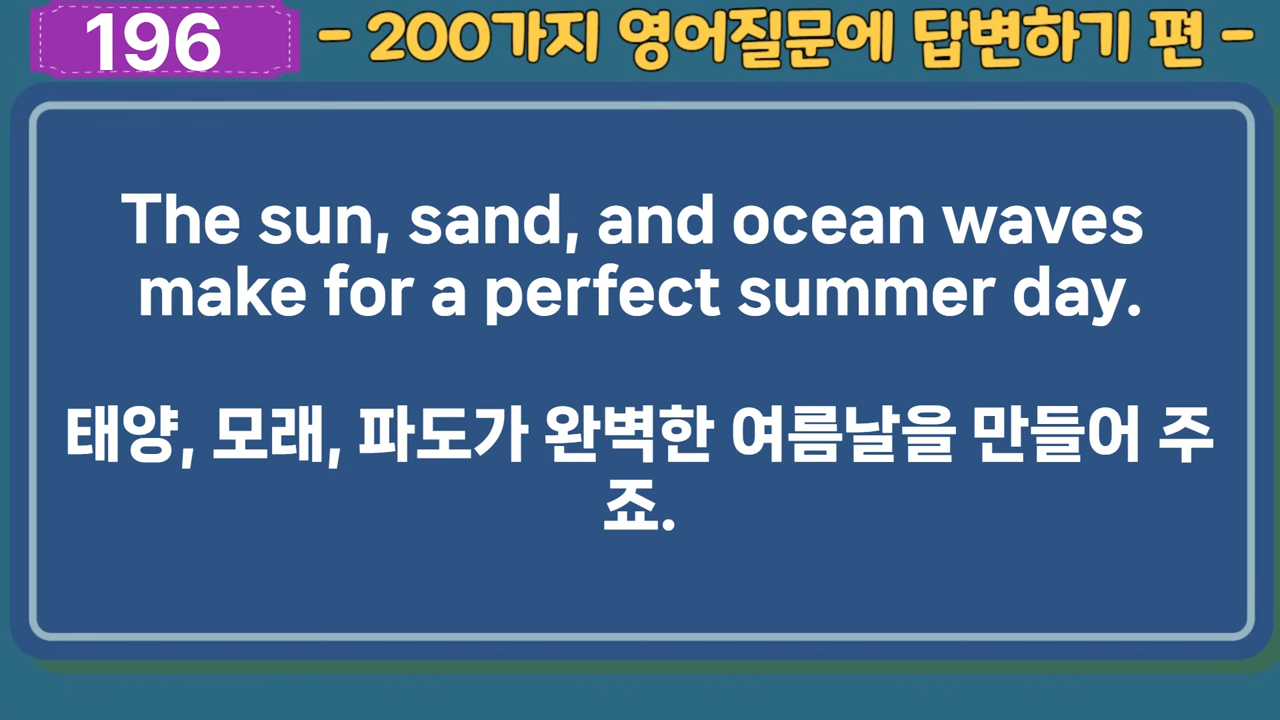 196
- 200가지 영어질문에 답변하기 편 -
The sun, sand, and ocean waves
make for a perfect summer day.
태양, 모래, 파도가 완벽한 여름날을 만들어 주
죠.